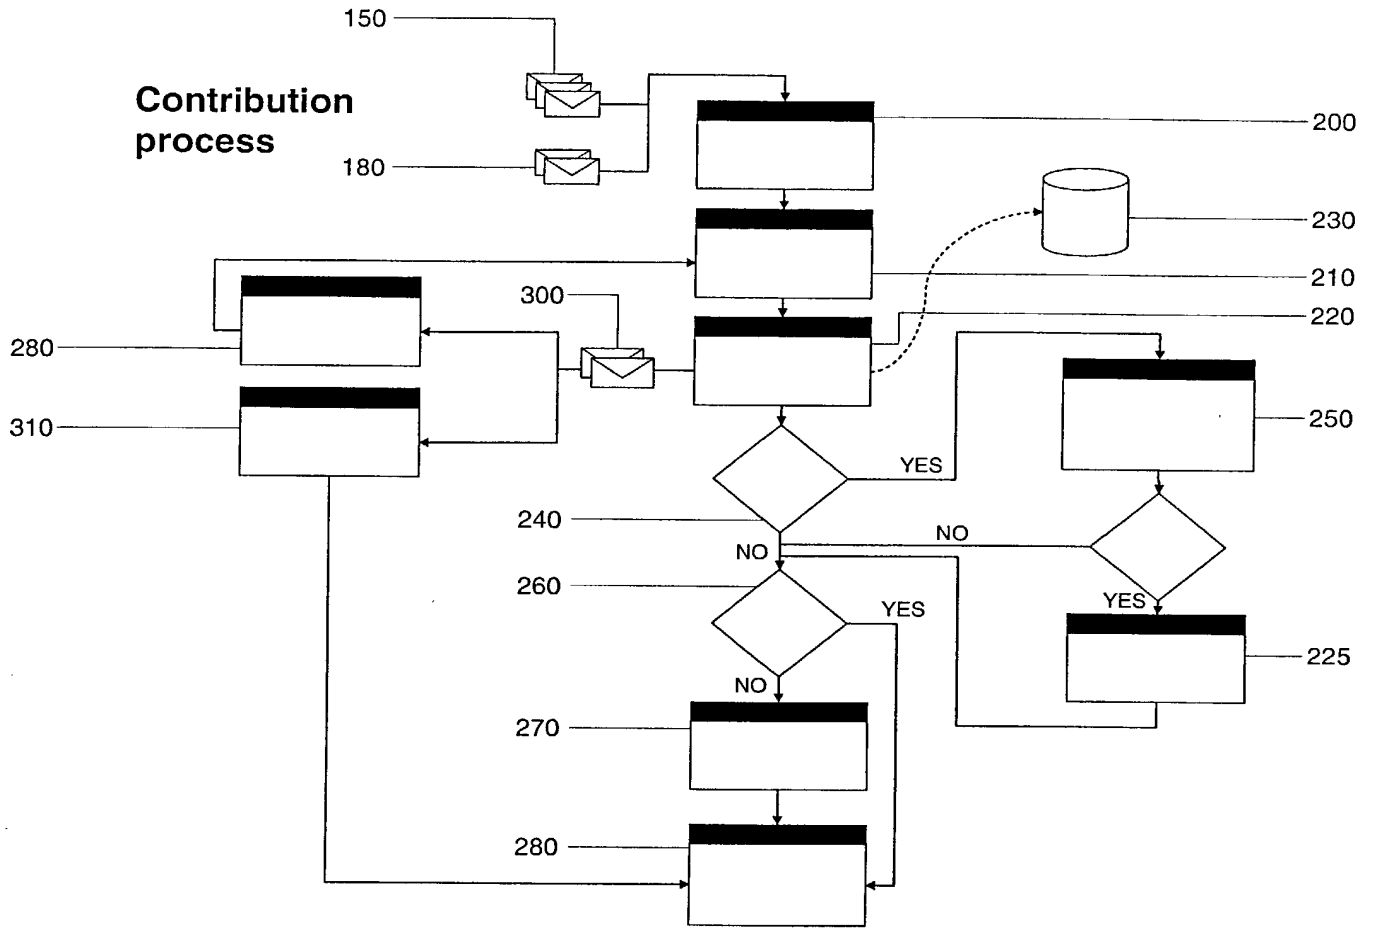 150
Contribution
process
180
200
230
210
300
220
280
310
250
YES
240
NO
NO
260
YES
YES
225
NO
270
280